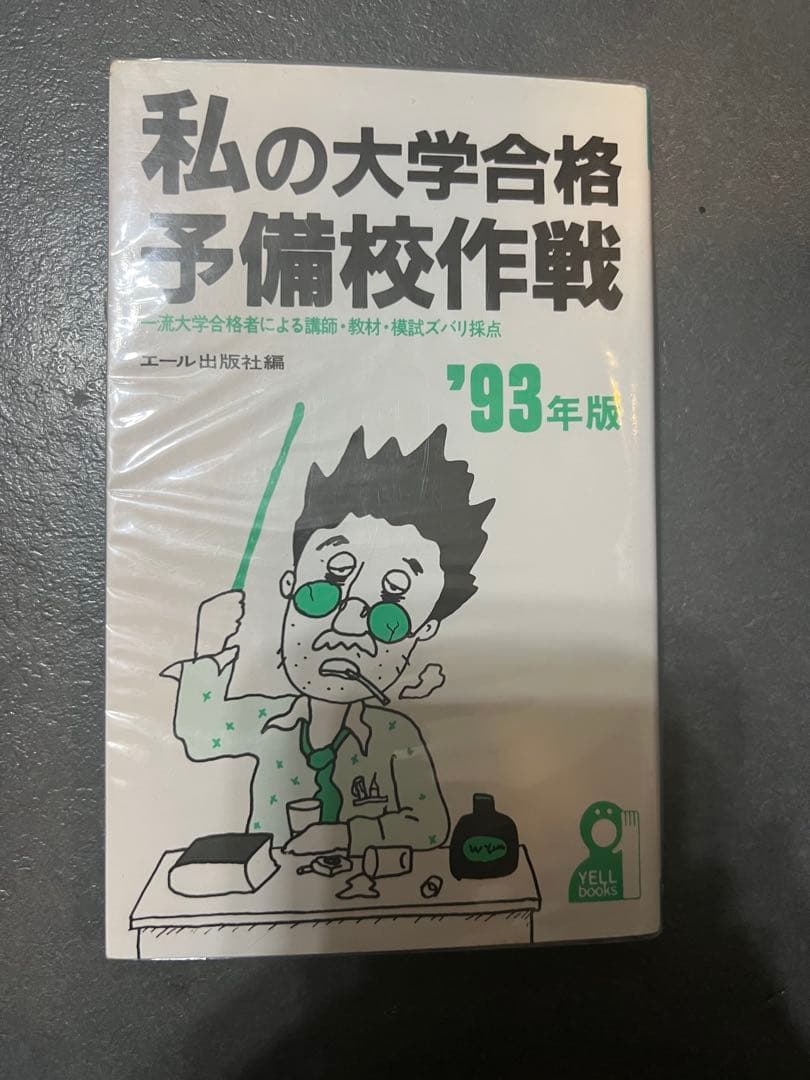 私の大学合格
予備校作戦
一流大学合格者による講師・教材・模試ズバリ採点
エール出版社編
'93年版
YELL
books